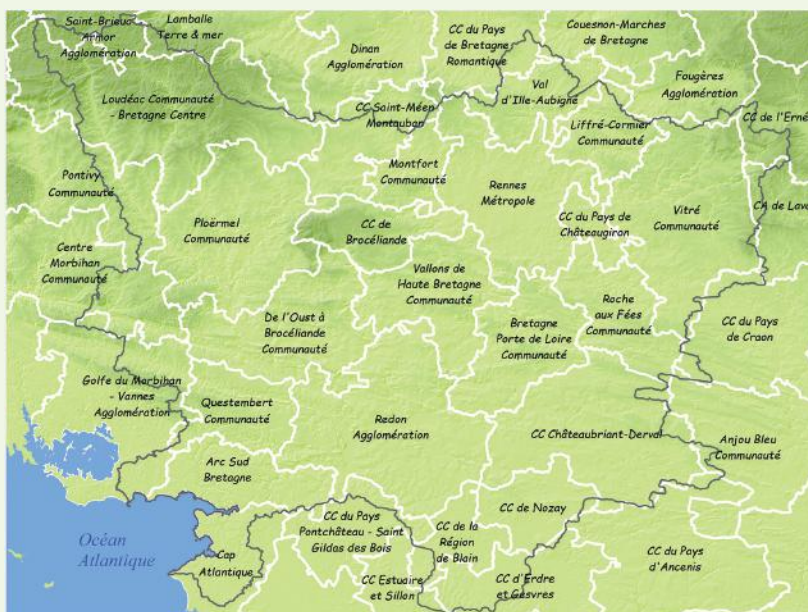 Saint-Brieuc
Armor
Agglomération
Lamballe
Terre & mer
Dinan
Agglomération
CC du Pays
de Bretagne
Romantique
Couesnon-Marches
de Bretagne
Loudéac Communauté
- Bretagne Centre
CC Saint-Méen
Montauban
Val
d'Ille-Aubigné
Fougères
Agglomération
Liffré-Cormier
Communauté
CC de l'Erné
Pontivy
Communauté
Montfort
Communauté
Rennes
Métropole
Ploërmel
Communauté
CC de
Brocéliande
CC du Pays de
Châteaugiron
Vitré
Communauté
CA de Lava
Centre
Morbihan
Communauté
Vallons de
Haute Bretagne
Communauté
De l'Oust à
Brocéliande
Communauté
Bretagne
Porte de Loire
Communauté
Roche
aux Fées
Communauté
CC du Pays
de Craon
Golfe du Morbihan
- Vannes
Agglomération
Questembert
Communauté
Redon
Agglomération
CC Châteaubriant-Derval
Anjou Bleu
Communauté
Arc Sud
Bretagne
Océan
Atlantique
Cap
Atlantique
CC du Pays
Pontchâteau - Saint
Gildas des Bois
CC de la
Région
de Blain
CC de Nozay
CC du Pays
d'Ancenis
CC Estuaire
et Sillon
CC d'Erdre
et Gesvres